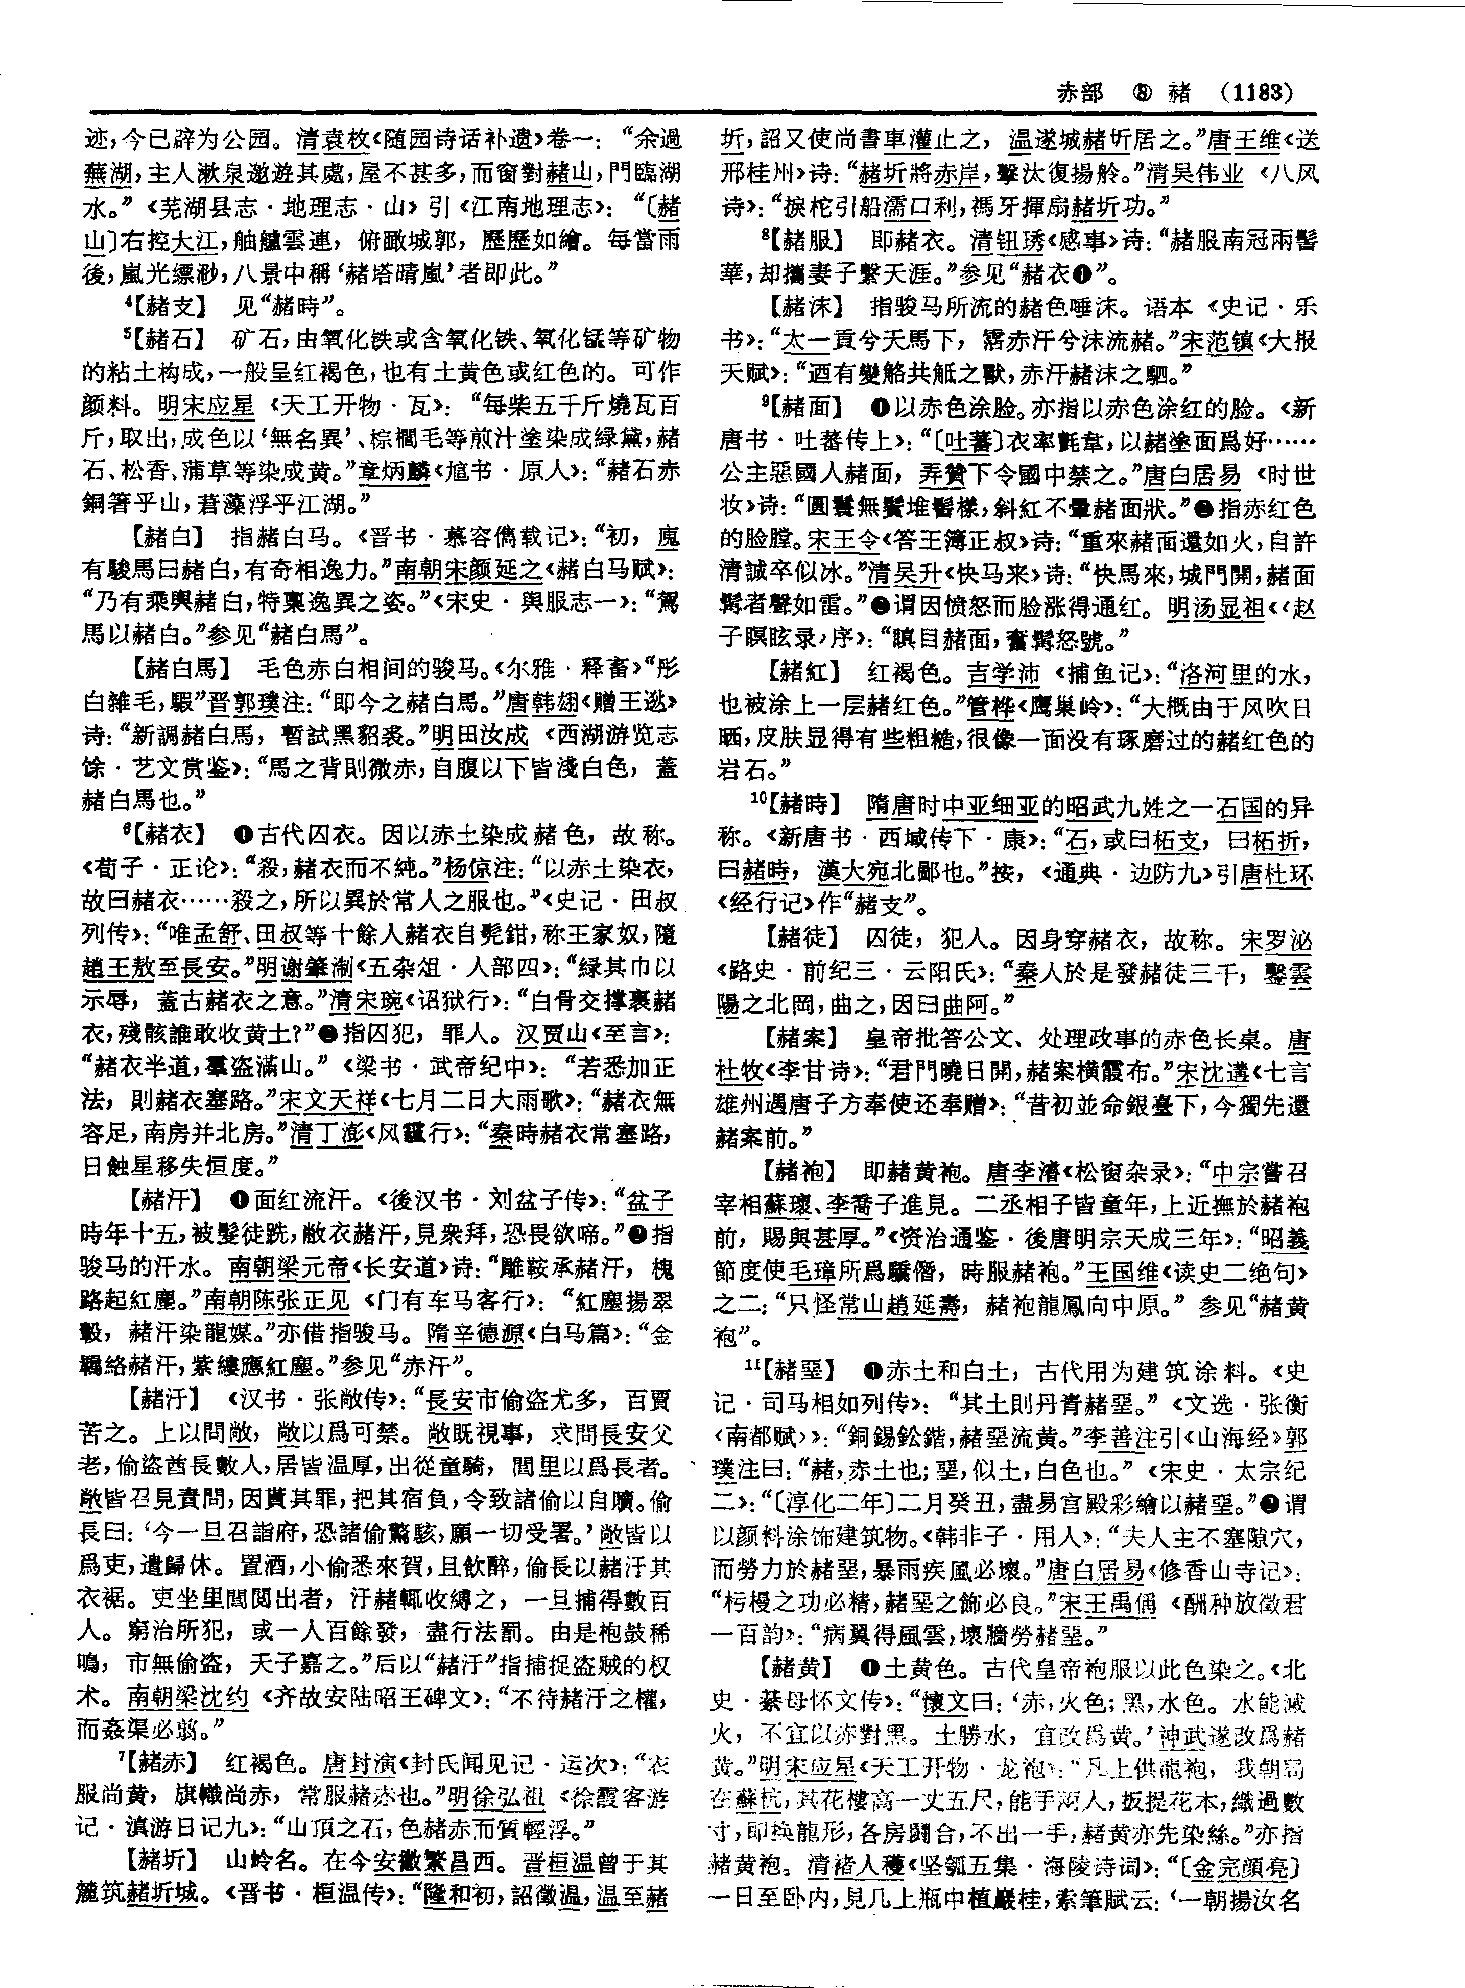 赤部 ⑧ 赭 (1183)
迹，今已辟为公园。清袁枚《随园诗话补遗》卷一：“余過
蕪湖，主人漱泉邀遊其處，屋不甚多，而窗對赭山，門臨湖
水。”《芜湖县志·地理志·山》引《江南地理志》：“〔赭
山〕右控大江，舳艫雲連，俯瞰城郭，歷歷如繪。每當雨
後，嵐光縹緲，八景中稱‘赭塔晴嵐’者即此。”
⁴【赭支】 见“赭時”。
⁵【赭石】 矿石，由氧化铁或含氧化铁、氧化锰等矿物
的粘土构成，一般呈红褐色，也有土黄色或红色的。可作
颜料。明宋应星《天工开物·瓦》：“每柴五千斤燒瓦百
斤，取出，成色以‘無名異’、棕櫚毛等煎汁塗染成緑黛，赭
石、松香、蒲草等染成黄。”章炳麟《訄书·原人》：“赭石赤
銅箸乎山，莙藻浮乎江湖。”
【赭白】 指赭白马。《晋书·慕容儁载记》：“初，廆
有駿馬曰赭白，有奇相逸力。”南朝宋颜延之《赭白马赋》：
“乃有乘輿赭白，特禀逸異之姿。”《宋史·舆服志一》：“駕
馬以赭白。”参见“赭白馬”。
【赭白馬】 毛色赤白相间的骏马。《尔雅·释畜》“彤
白雜毛，騢”晋郭璞注：“即今之赭白馬。”唐韩翃《赠王逖》
诗：“新調赭白馬，暫試黑貂裘。”明田汝成《西湖游览志
馀·艺文赏鉴》：“馬之背則微赤，自腹以下皆淺白色，蓋
赭白馬也。”
⁶【赭衣】 ❶古代囚衣。因以赤土染成赭色，故称。
《荀子·正论》：“殺，赭衣而不純。”杨倞注：“以赤土染衣，
故曰赭衣……殺之，所以異於常人之服也。”《史记·田叔
列传》：“唯孟舒、田叔等十餘人赭衣自髡鉗，称王家奴，隨
趙王敖至長安。”明谢肇淛《五杂俎·人部四》：“緑其巾以
示辱，蓋古赭衣之意。”清宋琬《诏狱行》：“白骨交撑裹赭
衣，殘骸誰敢收黄土？”❷指囚犯，罪人。汉贾山《至言》：
“赭衣半道，羣盗滿山。”《梁书·武帝纪中》：“若悉加正
法，則赭衣塞路。”宋文天祥《七月二日大雨歌》：“赭衣無
容足，南房并北房。”清丁澎《风霾行》：“秦時赭衣常塞路，
日蝕星移失恒度。”
【赭汗】 ❶面红流汗。《後汉书·刘盆子传》：“盆子
時年十五，被髮徒跣，敝衣赭汗，見衆拜，恐畏欲啼。”❷指
骏马的汗水。南朝梁元帝《长安道》诗：“雕鞍承赭汗，槐
路起紅塵。”南朝陈张正见《门有车马客行》：“紅塵揚翠
轂，赭汗染龍媒。”亦借指骏马。隋辛德源《白马篇》：“金
羈絡赭汗，紫縷應紅塵。”参见“赤汗”。
【赭汙】 《汉书·张敞传》：“長安市偷盗尤多，百賈
苦之。上以問敞，敞以爲可禁。敞既視事，求問長安父
老，偷盗酋長數人，居皆温厚，出從童騎，閭里以爲長者。
敞皆召見責問，因貰其罪，把其宿負，令致諸偷以自贖。偷
長曰：‘今一旦召詣府，恐諸偷驚駭，願一切受署。’敞皆以
爲吏，遣歸休。置酒，小偷悉來賀，且飲醉，偷長以赭汙其
衣裾。吏坐里閭閲出者，汙赭輒收縛之，一旦捕得數百
人。窮治所犯，或一人百餘發，盡行法罰。由是枹鼓稀
鳴，市無偷盗，天子嘉之。”后以“赭汙”指捕捉盗贼的权
术。南朝梁沈约《齐故安陆昭王碑文》：“不待赭汙之權，
而姦渠必翦。”
⁷【赭赤】 红褐色。唐封演《封氏闻见记·运次》：“衣
服尚黄，旗幟尚赤，常服赭赤也。”明徐弘祖《徐霞客游
记·滇游日记九》：“山頂之石，色赭赤而質輕浮。”
【赭圻】 山岭名。在今安徽繁昌西。晋桓温曾于其
麓筑赭圻城。《晋书·桓温传》：“隆和初，詔徵温，温至赭
圻，詔又使尚書車灌止之，温遂城赭圻居之。”唐王维《送
邢桂州》诗：“赭圻將赤岸，擊汰復揚舲。”清吴伟业《八风
诗》：“捩柁引船濡口利，禡牙揮扇赭圻功。”
⁸【赭服】 即赭衣。清钮琇《感事》诗：“赭服南冠兩髩
華，却攜妻子繫天涯。”参见“赭衣❶”。
【赭沫】 指骏马所流的赭色唾沫。语本《史记·乐
书》：“太一貢兮天馬下，霑赤汗兮沫流赭。”宋范镇《大报
天赋》：“迺有變觡共觝之獸，赤汗赭沫之駟。”
⁹【赭面】 ❶以赤色涂脸。亦指以赤色涂红的脸。《新
唐书·吐蕃传上》：“〔吐蕃〕衣率氈韋，以赭塗面爲好……
公主惡國人赭面，弄贊下令國中禁之。”唐白居易《时世
妆》诗：“圓鬟無鬢堆髻樣，斜紅不暈赭面狀。”❷指赤红色
的脸膛。宋王令《答王簿正叔》诗：“重來赭面還如火，自許
清誠卒似冰。”清吴升《快马来》诗：“快馬來，城門開，赭面
髯者聲如雷。”❸谓因愤怒而脸涨得通红。明汤显祖《〈赵
子瞑眩录〉序》：“瞋目赭面，奮髯怒號。”
【赭紅】 红褐色。吉学沛《捕鱼记》：“洛河里的水，
也被涂上一层赭红色。”管桦《鹰巢岭》：“大概由于风吹日
晒，皮肤显得有些粗糙，很像一面没有琢磨过的赭红色的
岩石。”
¹⁰【赭時】 隋唐时中亚细亚的昭武九姓之一石国的异
称。《新唐书·西域传下·康》：“石，或曰柘支，曰柘折，
曰赭時，漢大宛北鄙也。”按，《通典·边防九》引唐杜环
《经行记》作“赭支”。
【赭徒】 囚徒，犯人。因身穿赭衣，故称。宋罗泌
《路史·前纪三·云阳氏》：“秦人於是發赭徒三千，鑿雲
陽之北岡，曲之，因曰曲阿。”
【赭案】 皇帝批答公文、处理政事的赤色长桌。唐
杜牧《李甘诗》：“君門曉日開，赭案横霞布。”宋沈遘《七言
雄州遇唐子方奉使还奉赠》：“昔初並命銀臺下，今獨先還
赭案前。”
【赭袍】 即赭黄袍。唐李濬《松窗杂录》：“中宗嘗召
宰相蘇瓌、李嶠子進見。二丞相子皆童年，上近撫於赭袍
前，賜與甚厚。”《资治通鉴·後唐明宗天成三年》：“昭義
節度使毛璋所爲驕僭，時服赭袍。”王国维《读史二绝句》
之二：“只怪常山趙延壽，赭袍龍鳳向中原。”参见“赭黄
袍”。
¹¹【赭堊】 ❶赤土和白土，古代用为建筑涂料。《史
记·司马相如列传》：“其土則丹青赭堊。”《文选·张衡
〈南都赋〉》：“銅錫鉛鍇，赭堊流黄。”李善注引《山海经》郭
璞注曰：“赭，赤土也；堊，似土，白色也。”《宋史·太宗纪
二》：“〔淳化二年〕二月癸丑，盡易宫殿彩繪以赭堊。”❷谓
以颜料涂饰建筑物。《韩非子·用人》：“夫人主不塞隙穴，
而勞力於赭堊，暴雨疾風必壞。”唐白居易《修香山寺记》：
“杇墁之功必精，赭堊之飾必良。”宋王禹偁《酬种放徵君
一百韵》：“病翼得風雲，壞牆勞赭堊。”
【赭黄】 ❶土黄色。古代皇帝袍服以此色染之。《北
史·綦母怀文传》：“懷文曰：‘赤，火色；黑，水色。水能滅
火，不宜以赤對黑。土勝水，宜改爲黄。’神武遂改爲赭
黄。”明宋应星《天工开物·龙袍》：“凡上供龍袍，我朝局
在蘇杭，其花樓高一丈五尺，能手兩人，扳提花本，織過數
寸，即换龍形，各房鬭合，不出一手，赭黄亦先染絲。”亦指
赭黄袍。清褚人穫《坚瓠五集·海陵诗词》：“〔金完顔亮〕
一日至卧内，見几上瓶中植巖桂，索筆賦云：‘一朝揚汝名